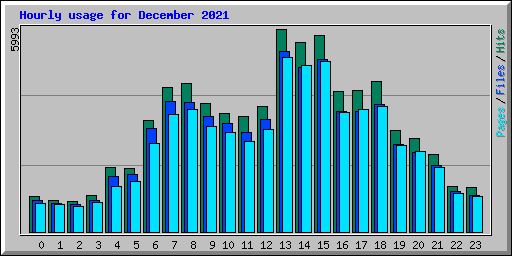 Hourly usage for December 2021
5993
Pages/Files/Hits
0 1 2 3 4 5 6 7 8 9 10 11 12 13 14 15 16 17 18 19 20 21 22 23